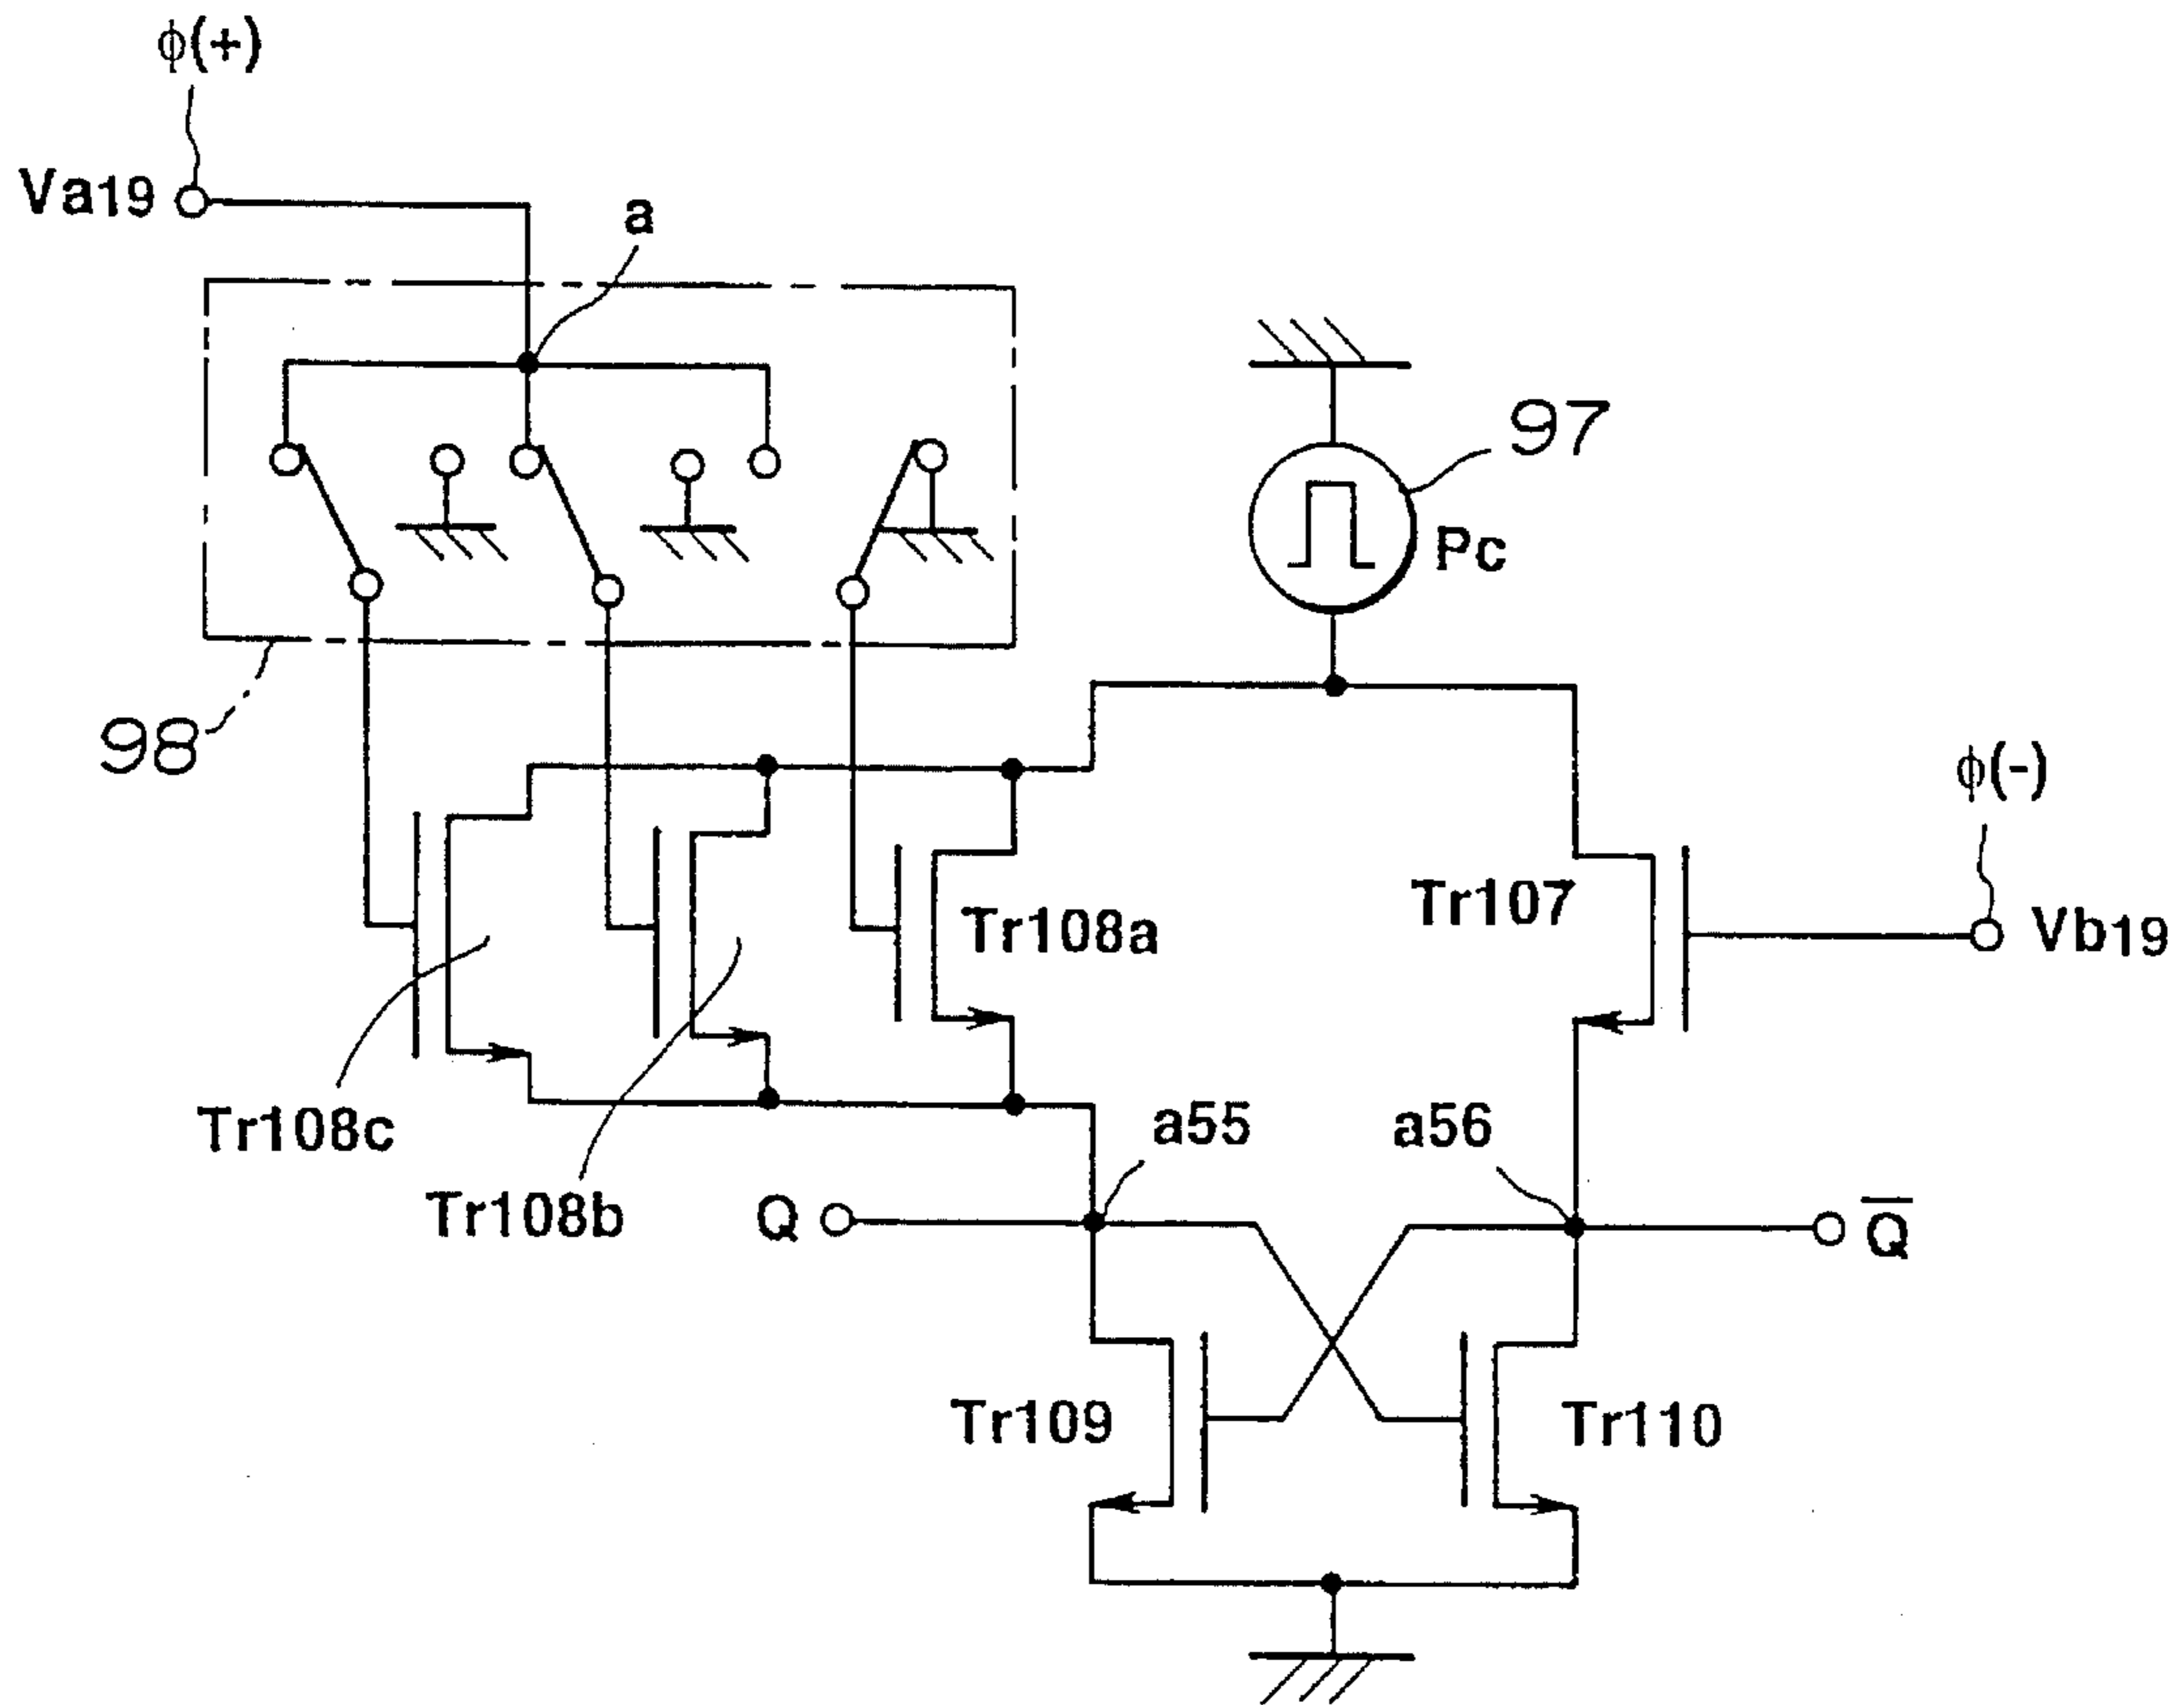 ϕ(+)
Va19
a
97
Pc
98
ϕ(-)
Tr107
Vb19
Tr108a
Tr108c
a55
a56
Tr108b
Q
Q̅
Tr109
Tr110